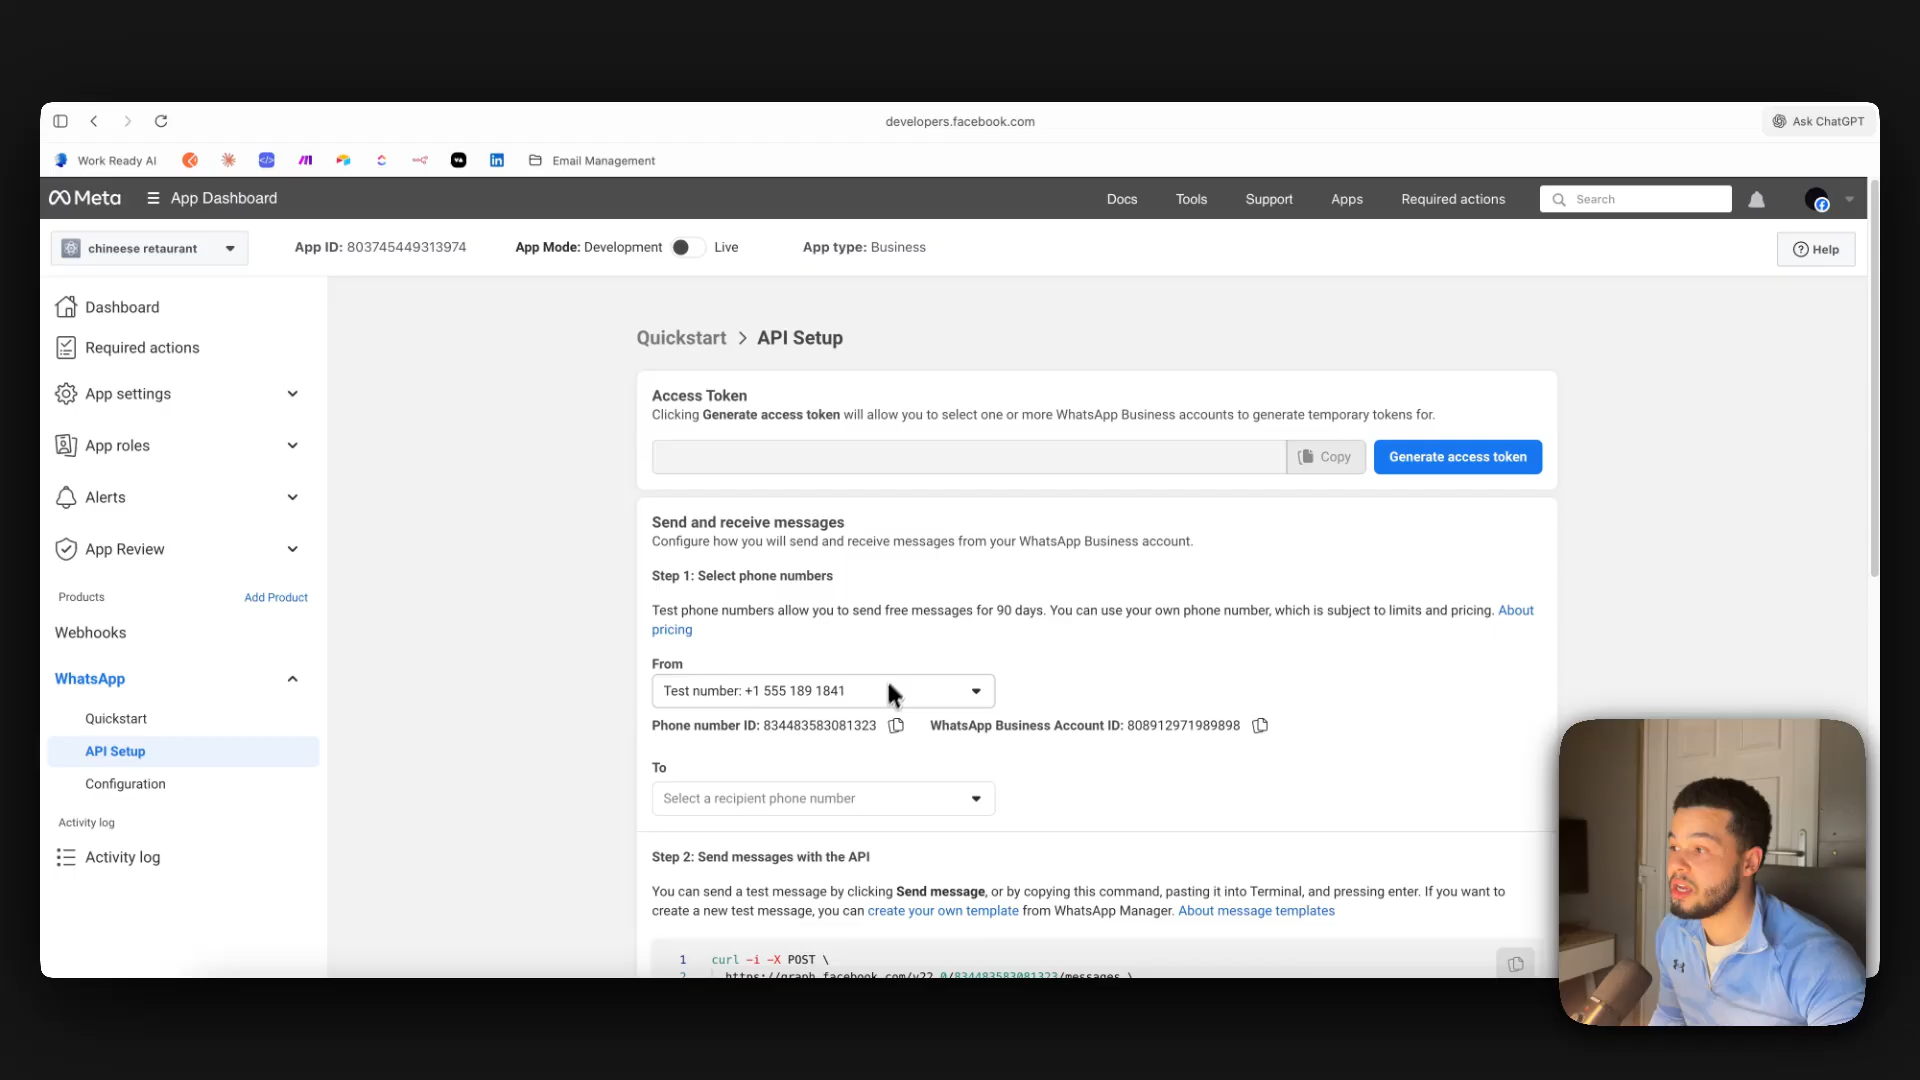 developers.facebook.com
Ask ChatGPT
Work Ready AI
Email Management
Meta
App Dashboard
Docs
Tools
Support
Apps
Required actions
Search
chineese retaurant
App ID: 803745449313974
App Mode: Development
Live
App type: Business
Help
Dashboard
Required actions
App settings
App roles
Alerts
App Review
Products
Add Product
Webhooks
WhatsApp
Quickstart
API Setup
Configuration
Activity log
Activity log
Quickstart > API Setup
Access Token
Clicking Generate access token will allow you to select one or more WhatsApp Business accounts to generate temporary tokens for.
Copy
Generate access token
Send and receive messages
Configure how you will send and receive messages from your WhatsApp Business account.
Step 1: Select phone numbers
Test phone numbers allow you to send free messages for 90 days. You can use your own phone number, which is subject to limits and pricing. About
pricing
From
Test number: +1 555 189 1841
Phone number ID: 834483583081323
WhatsApp Business Account ID: 808912971989898
To
Select a recipient phone number
Step 2: Send messages with the API
You can send a test message by clicking Send message, or by copying this command, pasting it into Terminal, and pressing enter. If you want to
create a new test message, you can create your own template from WhatsApp Manager. About message templates
1 curl -i -X POST \
2 https://graph.facebook.com/v22.0/834483583081323/messages \